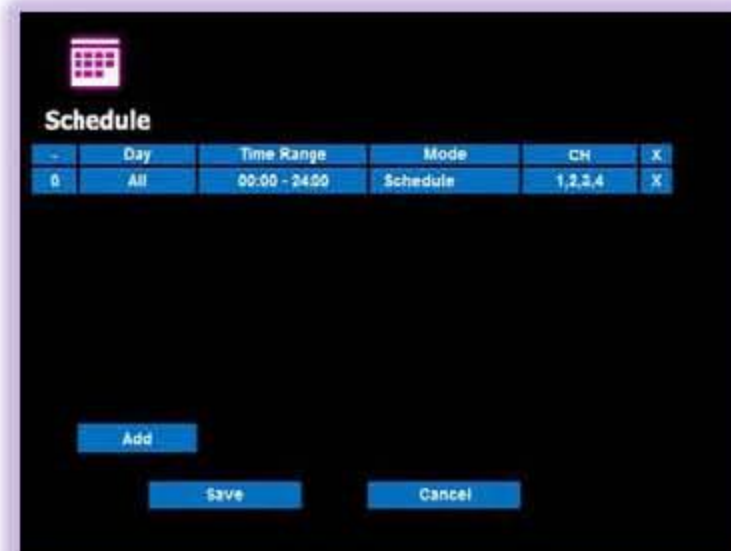 Schedule
- Day Time Range Mode CH X
0 All 00:00 - 24:00 Schedule 1,2,3,4 X
Add
Save Cancel